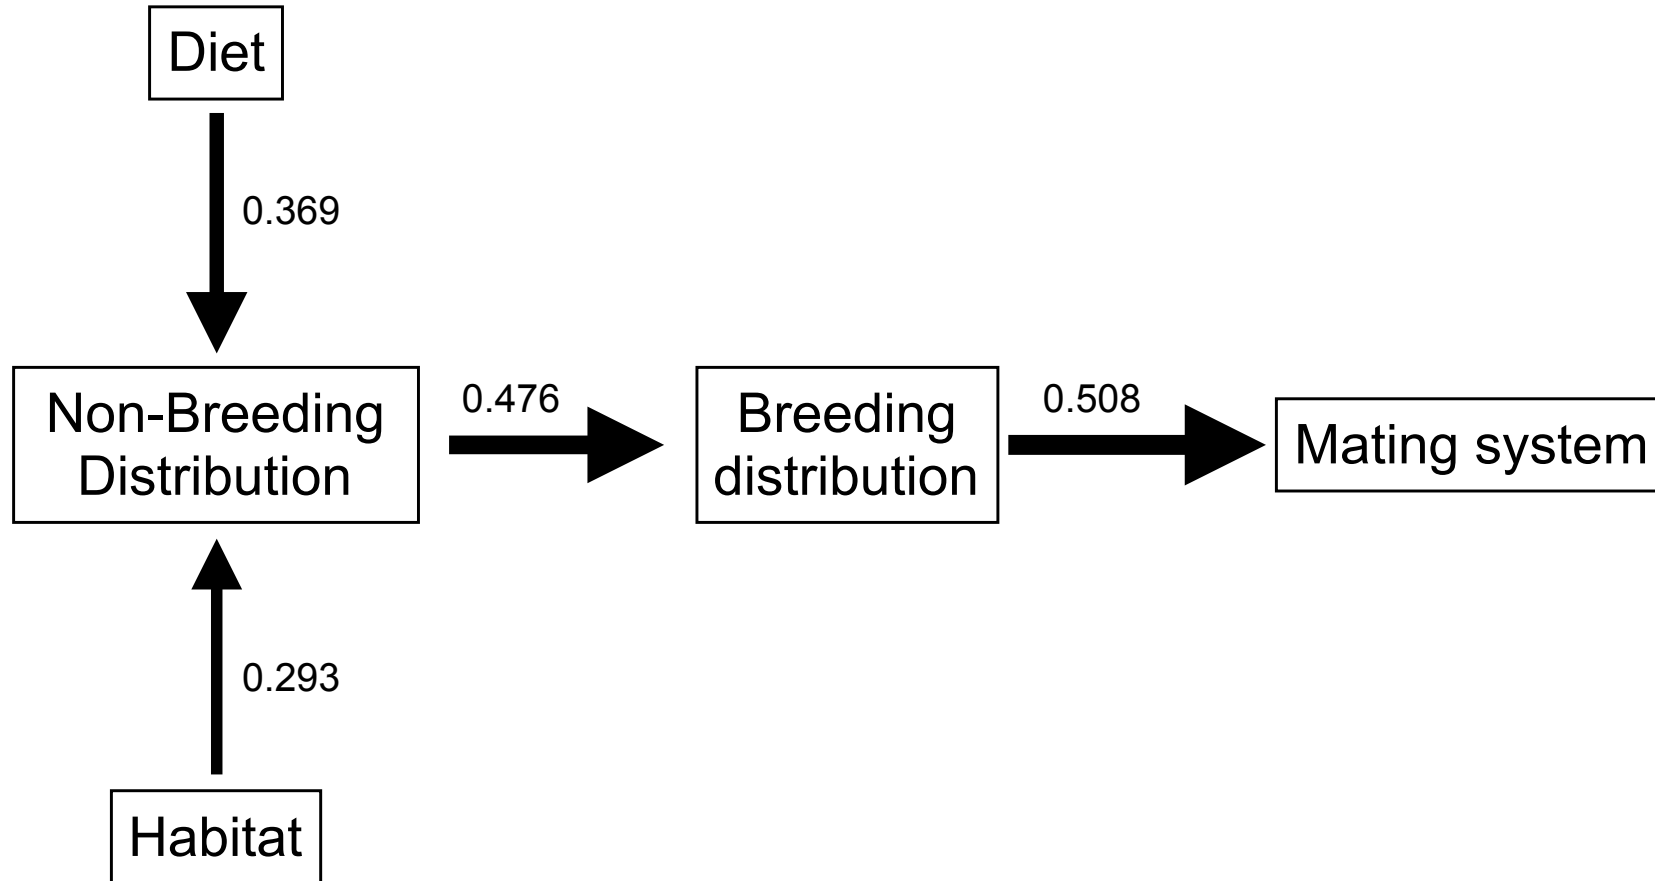 Diet
0.369
Non-Breeding
Distribution
0.476
Breeding
distribution
0.508
Mating system
0.293
Habitat